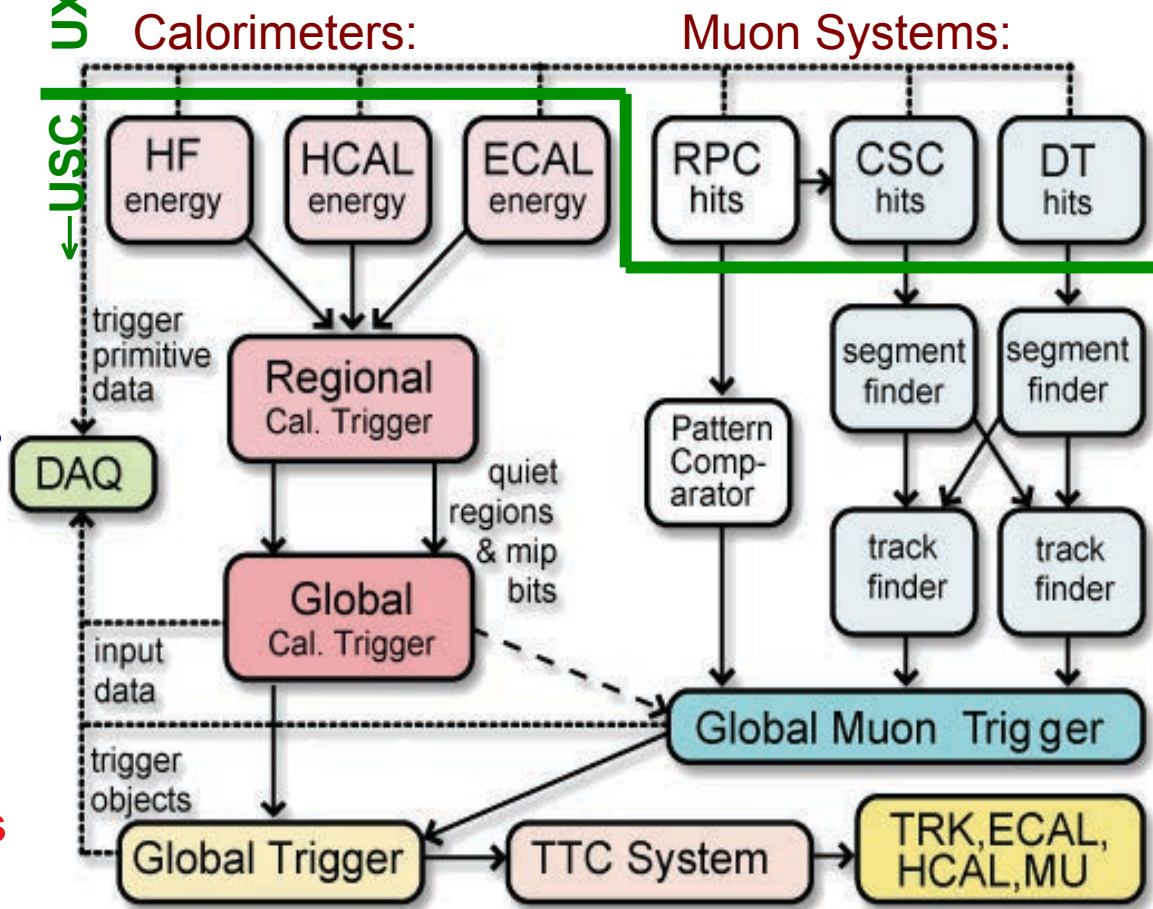 UX
Calorimeters:
Muon Systems:
←USC
HF
energy
HCAL
energy
ECAL
energy
RPC
hits
CSC
hits
DT
hits
trigger
primitive
data
Regional
Cal. Trigger
segment
finder
segment
finder
Pattern
Comp-
arator
DAQ
quiet
regions
& mip
bits
track
finder
track
finder
Global
Cal. Trigger
input
data
Global Muon Trigger
trigger
objects
s
Global Trigger
TTC System
TRK,ECAL,
HCAL,MU